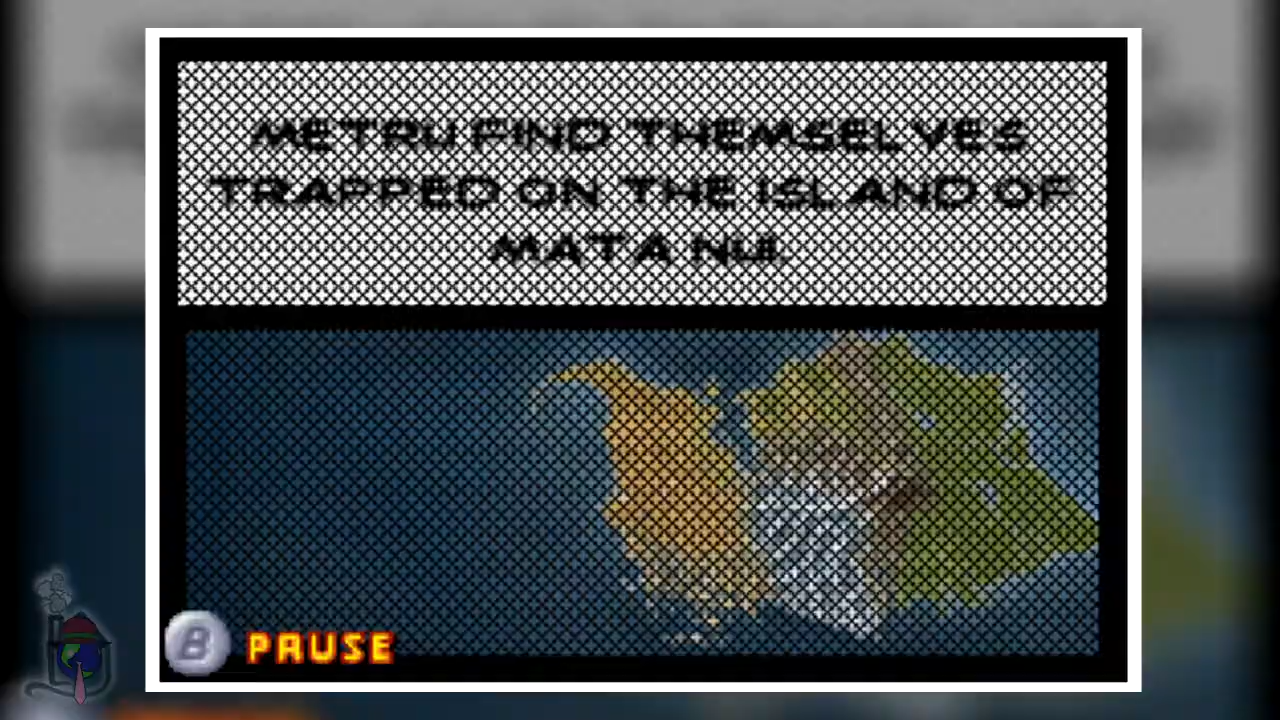 METRU FIND THEMSELVES
TRAPPED ON THE ISLAND OF
MATA NUI.
B PAUSE